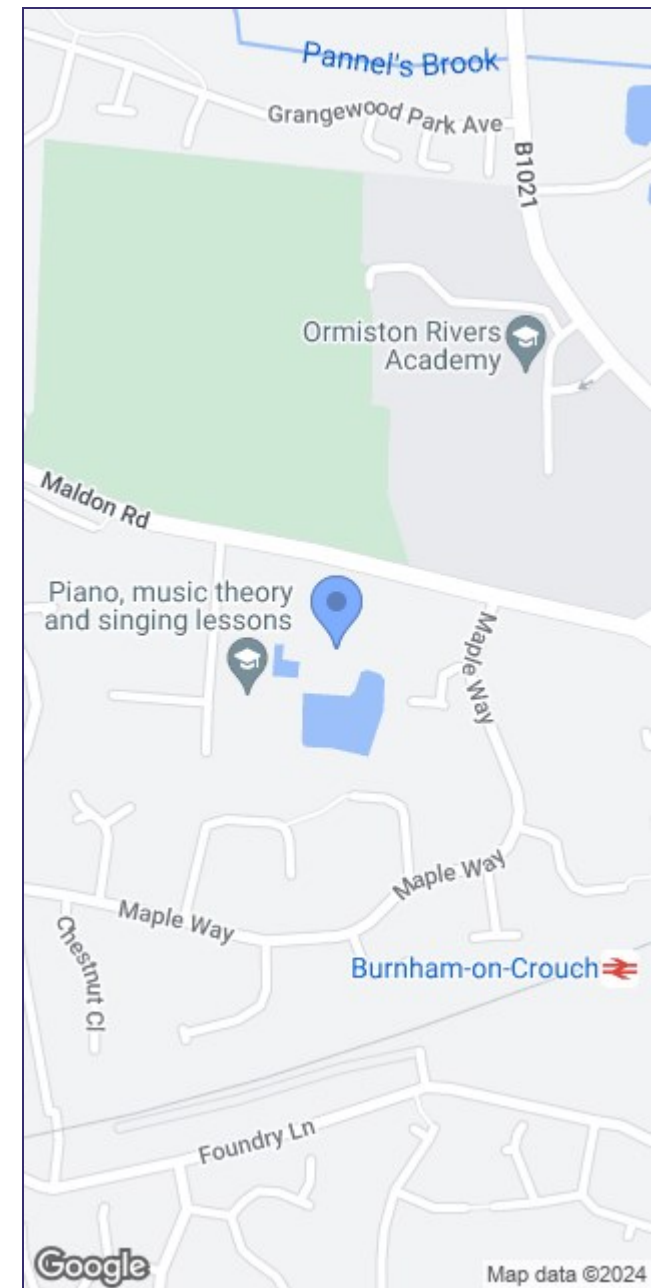 Pannel's Brook
Grangewood Park Ave
B1021
Ormiston Rivers
Academy
Maldon Rd
Piano, music theory
and singing lessons
Maple Way
Maple Way
Maple Way
Chestnut Cl
Burnham-on-Crouch
Foundry Ln
Google
Map data ©2024